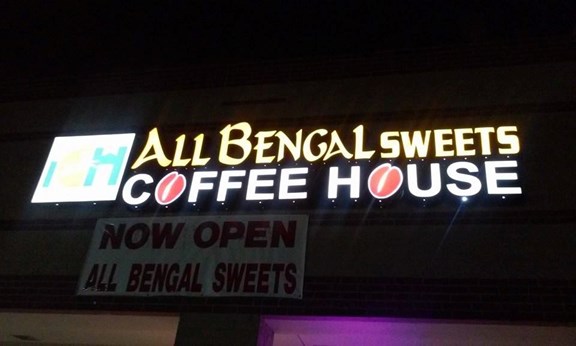 ALL BENGAL SWEETS
COFFEE HOUSE
NOW OPEN
ALL BENGAL SWEETS